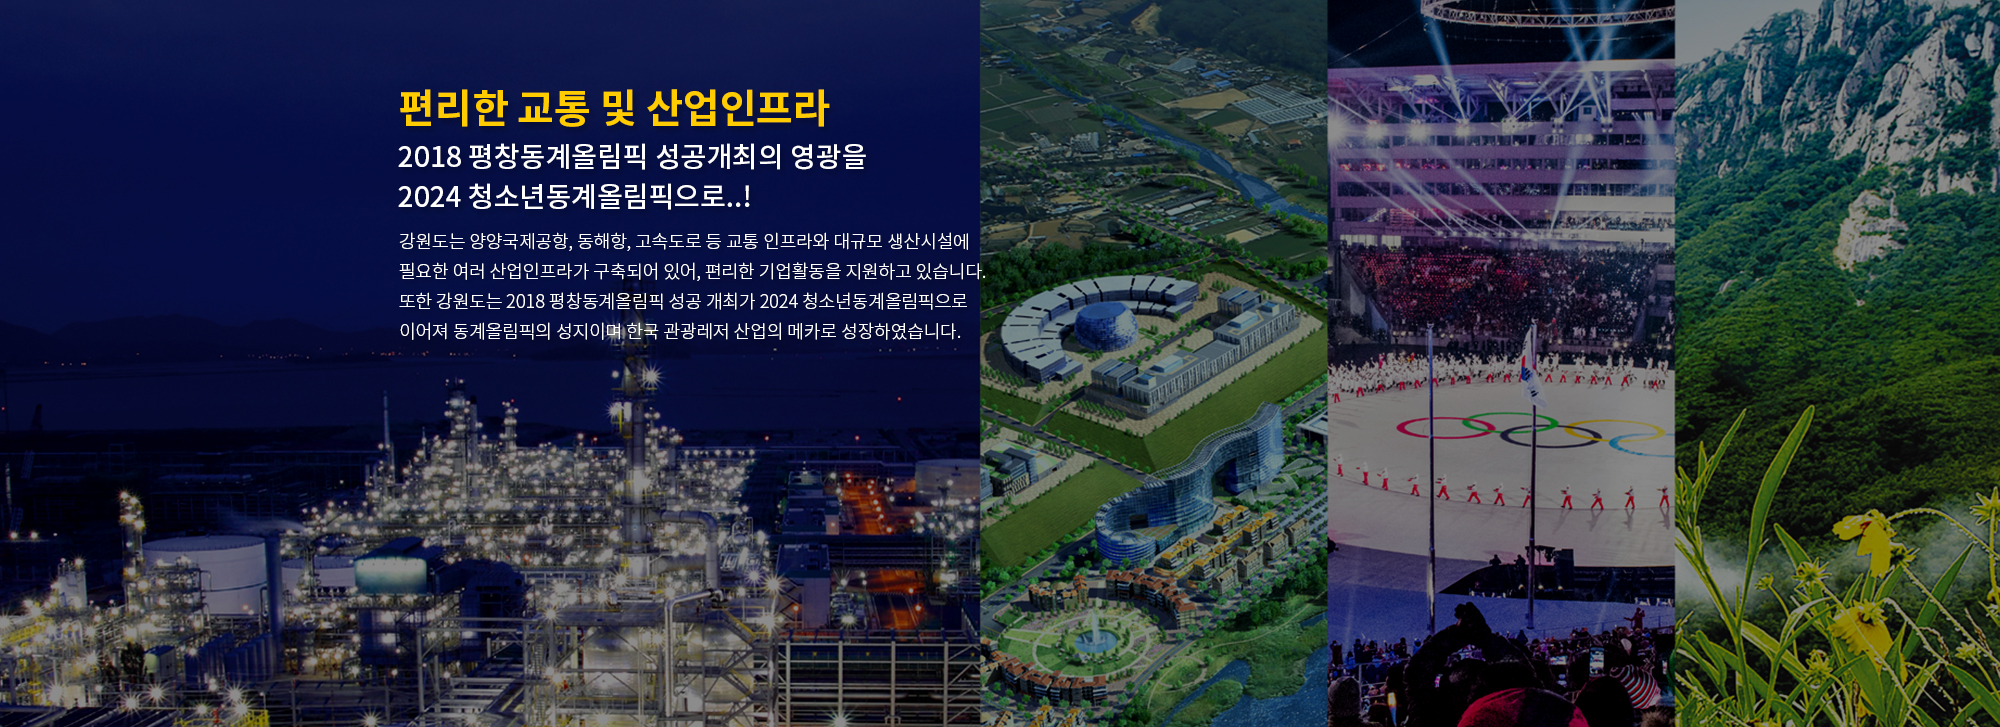 편리한 교통 및 산업인프라
2018 평창동계올림픽 성공개최의 영광을
2024 청소년동계올림픽으로..!
강원도는 양양국제공항, 동해항, 고속도로 등 교통 인프라와 대규모 생산시설에
필요한 여러 산업인프라가 구축되어 있어, 편리한 기업활동을 지원하고 있습니다.
또한 강원도는 2018 평창동계올림픽 성공 개최가 2024 청소년동계올림픽으로
이어져 동계올림픽의 성지이며 한국 관광레저 산업의 메카로 성장하였습니다.